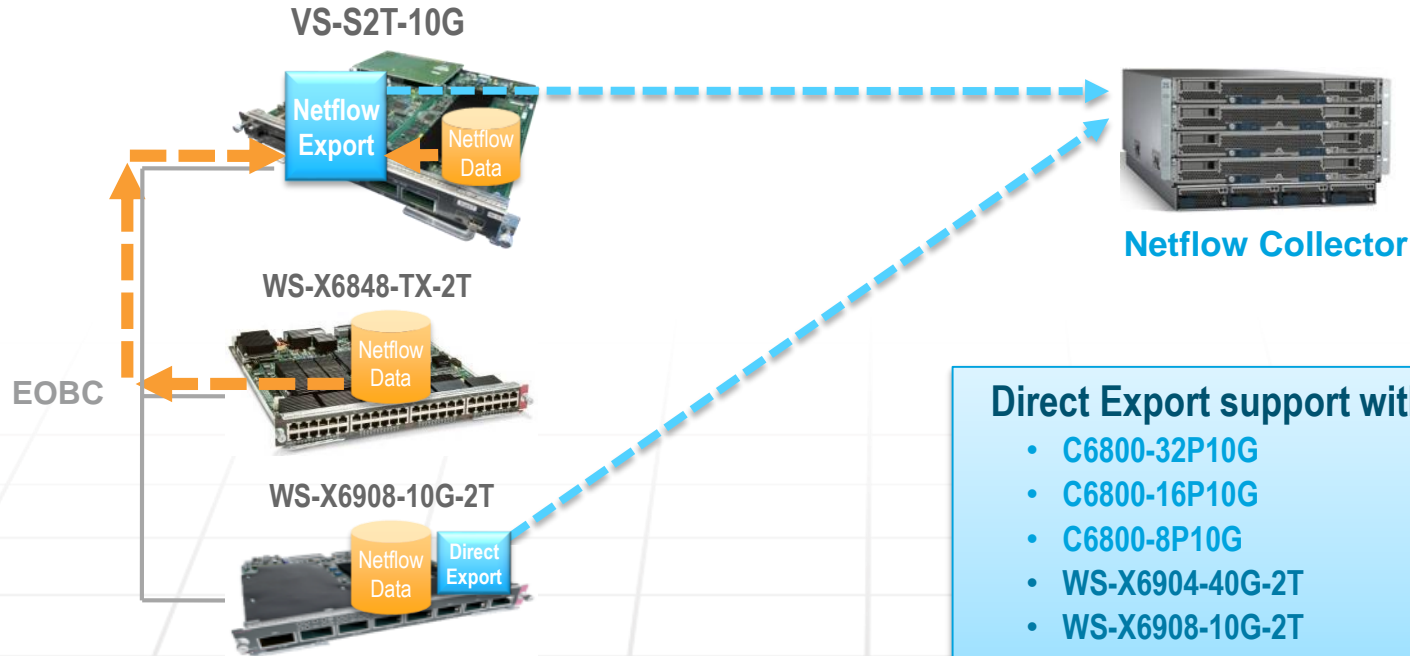 VS-S2T-10G
Netflow
Export
Netflow
Data
Netflow Collector
WS-X6848-TX-2T
Netflow
Data
EOBC
WS-X6908-10G-2T
Netflow
Data
Direct
Export
Direct Export support wit
• C6800-32P10G
• C6800-16P10G
• C6800-8P10G
• WS-X6904-40G-2T
• WS-X6908-10G-2T